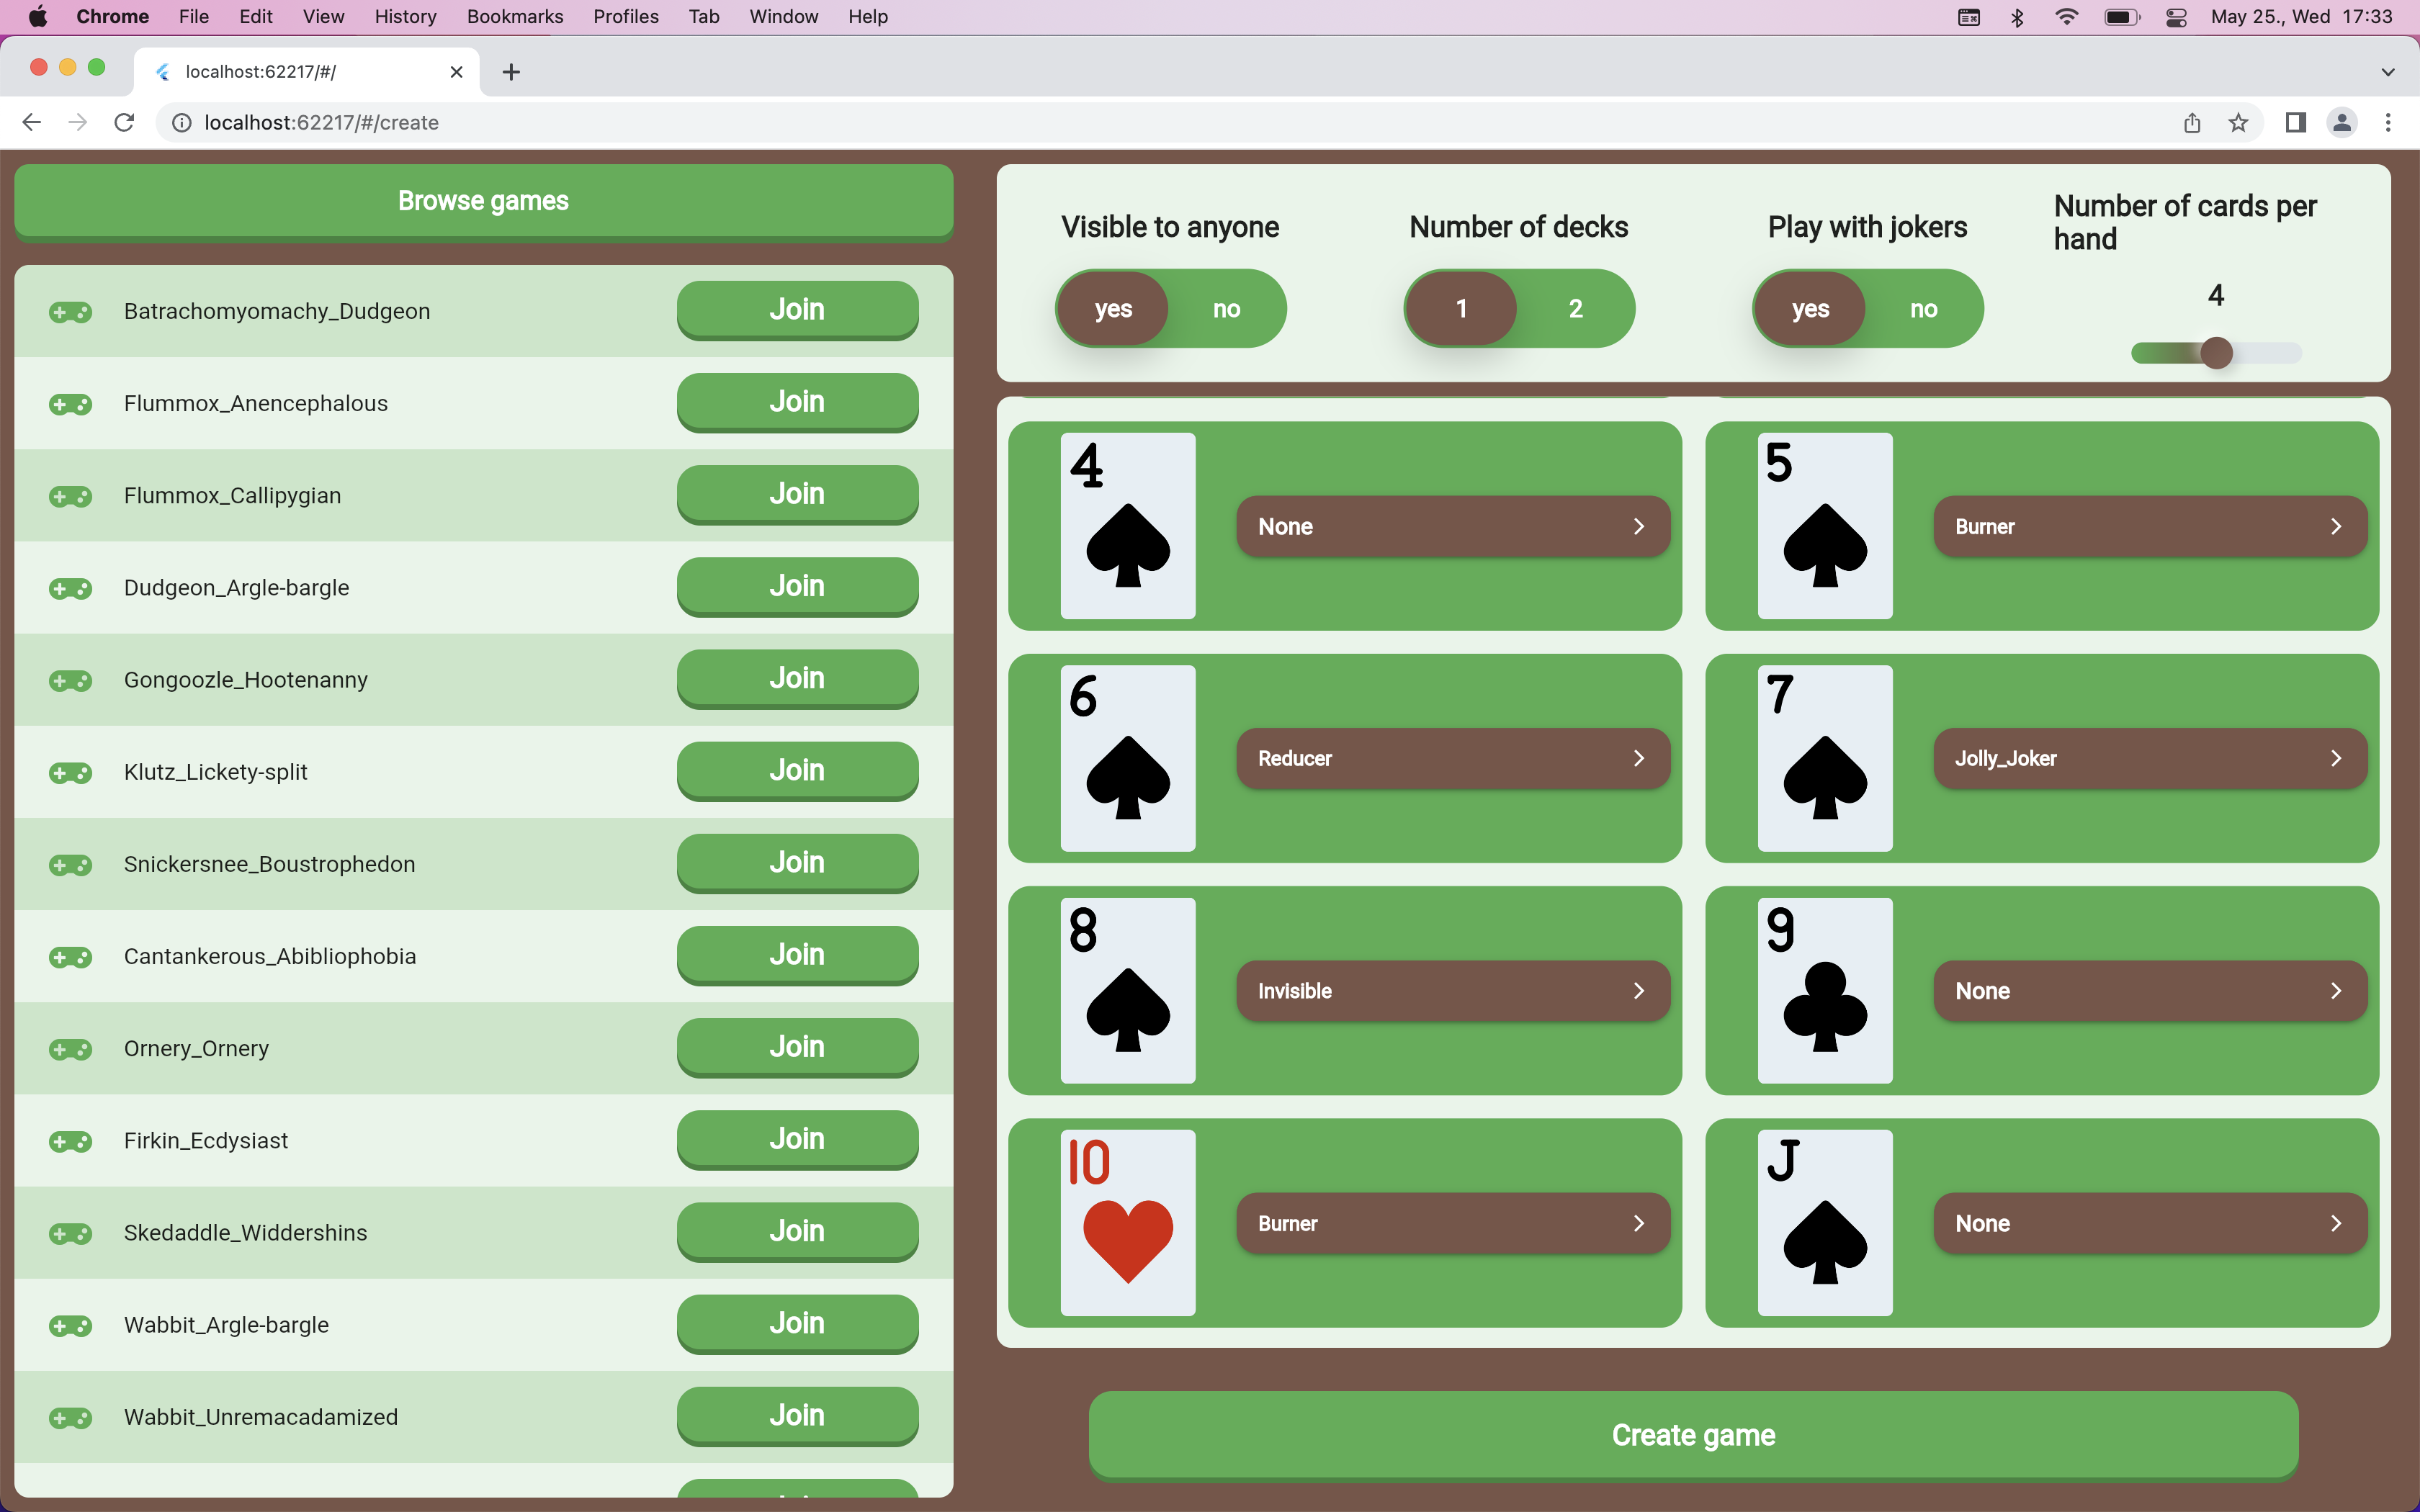 Chrome File Edit View History Bookmarks Profiles Tab Window Help May 25., Wed 17:33
localhost:62217/#/
localhost:62217/#/create
Browse games
Batrachomyomachy_Dudgeon Join
Flummox_Anencephalous Join
Flummox_Callipygian Join
Dudgeon_Argle-bargle Join
Gongoozle_Hootenanny Join
Klutz_Lickety-split Join
Snickersnee_Boustrophedon Join
Cantankerous_Abibliophobia Join
Ornery_Ornery Join
Firkin_Ecdysiast Join
Skedaddle_Widdershins Join
Wabbit_Argle-bargle Join
Wabbit_Unremacadamized Join
Visible to anyone
yes no
Number of decks
1 2
Play with jokers
yes no
Number of cards per
hand
4
4 None
5 Burner
6 Reducer
7 Jolly_Joker
8 Invisible
9 None
10 Burner
J None
Create game